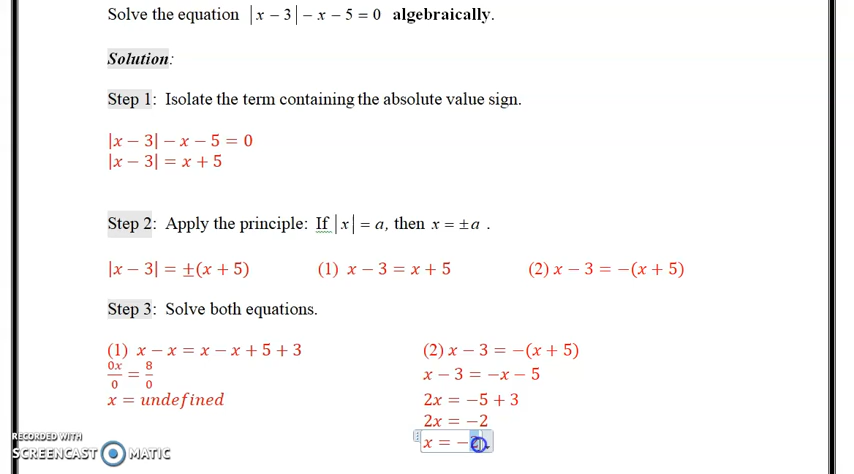 Solve the equation |x − 3| − x − 5 = 0 algebraically.
Solution:
Step 1: Isolate the term containing the absolute value sign.
|x − 3| − x − 5 = 0
|x − 3| = x + 5
Step 2: Apply the principle: If |x| = a, then x = ±a .
|x − 3| = ±(x + 5) (1) x − 3 = x + 5 (2) x − 3 = −(x + 5)
Step 3: Solve both equations.
(1) x − x = x − x + 5 + 3
0x/0 = 8/0
x = undefined
(2) x − 3 = −(x + 5)
x − 3 = −x − 5
2x = −5 + 3
2x = −2
x = −
RECORDED WITH
SCREENCAST MATIC